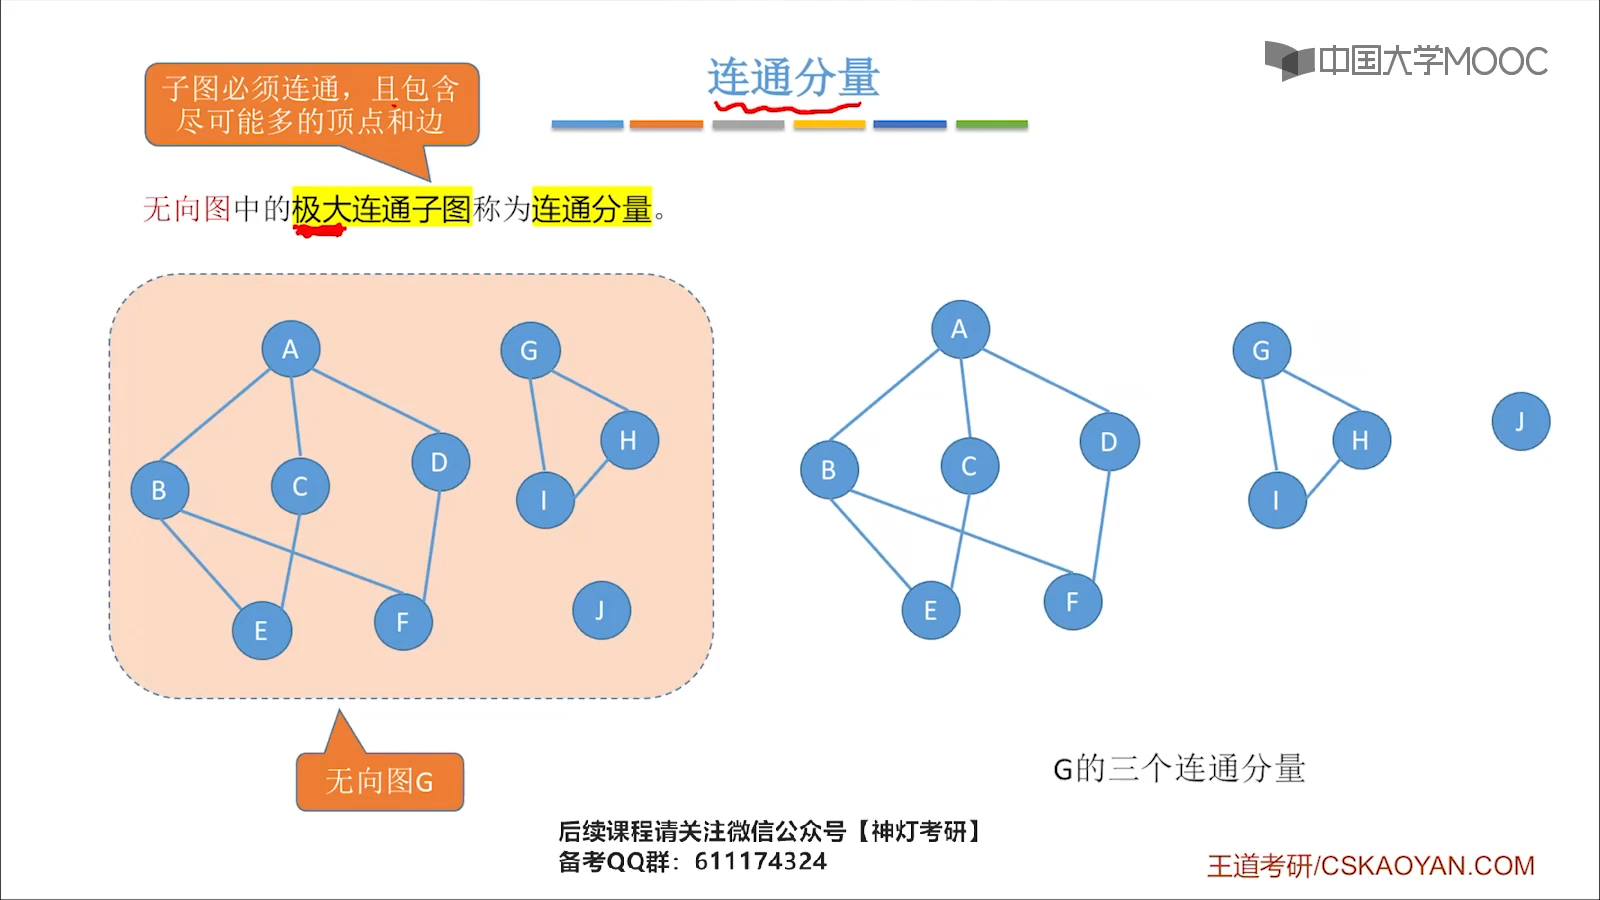 中国大学MOOC
连通分量
子图必须连通，且包含
尽可能多的顶点和边
无向图中的极大连通子图称为连通分量。
A
G
H
B
C
D
I
E
F
J
无向图G
A
G
J
B
C
D
H
I
E
F
G的三个连通分量
后续课程请关注微信公众号【神灯考研】
备考QQ群：611174324
王道考研/CSKAOYAN.COM